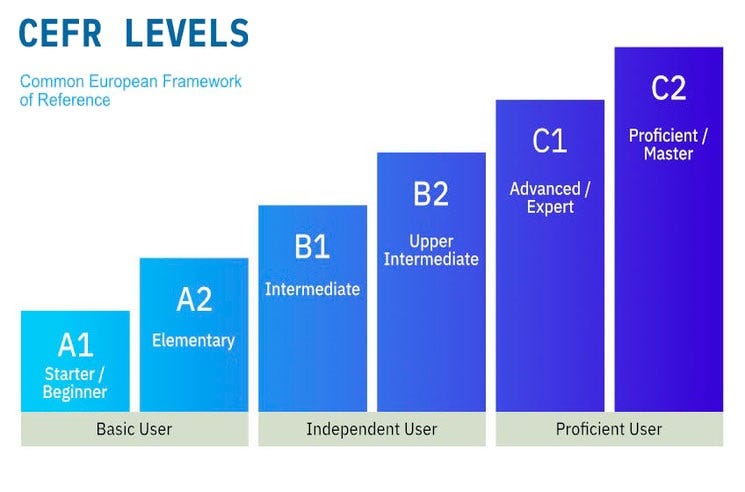 CEFR LEVELS
Common European Framework
of Reference
A1
Starter /
Beginner
A2
Elementary
B1
Intermediate
B2
Upper
Intermediate
C1
Advanced /
Expert
C2
Proficient /
Master
Basic User
Independent User
Proficient User